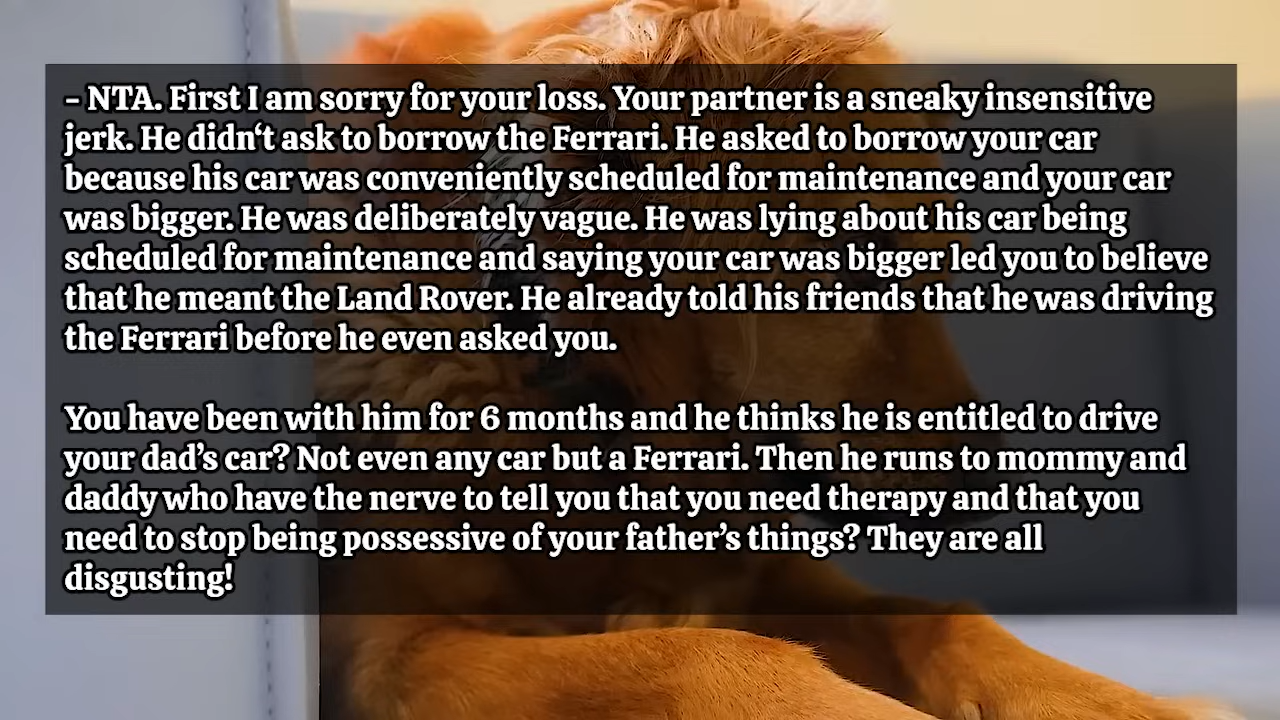 - NTA. First I am sorry for your loss. Your partner is a sneaky insensitive
jerk. He didn‘t ask to borrow the Ferrari. He asked to borrow your car
because his car was conveniently scheduled for maintenance and your car
was bigger. He was deliberately vague. He was lying about his car being
scheduled for maintenance and saying your car was bigger led you to believe
that he meant the Land Rover. He already told his friends that he was driving
the Ferrari before he even asked you.

You have been with him for 6 months and he thinks he is entitled to drive
your dad’s car? Not even any car but a Ferrari. Then he runs to mommy and
daddy who have the nerve to tell you that you need therapy and that you
need to stop being possessive of your father’s things? They are all
disgusting!